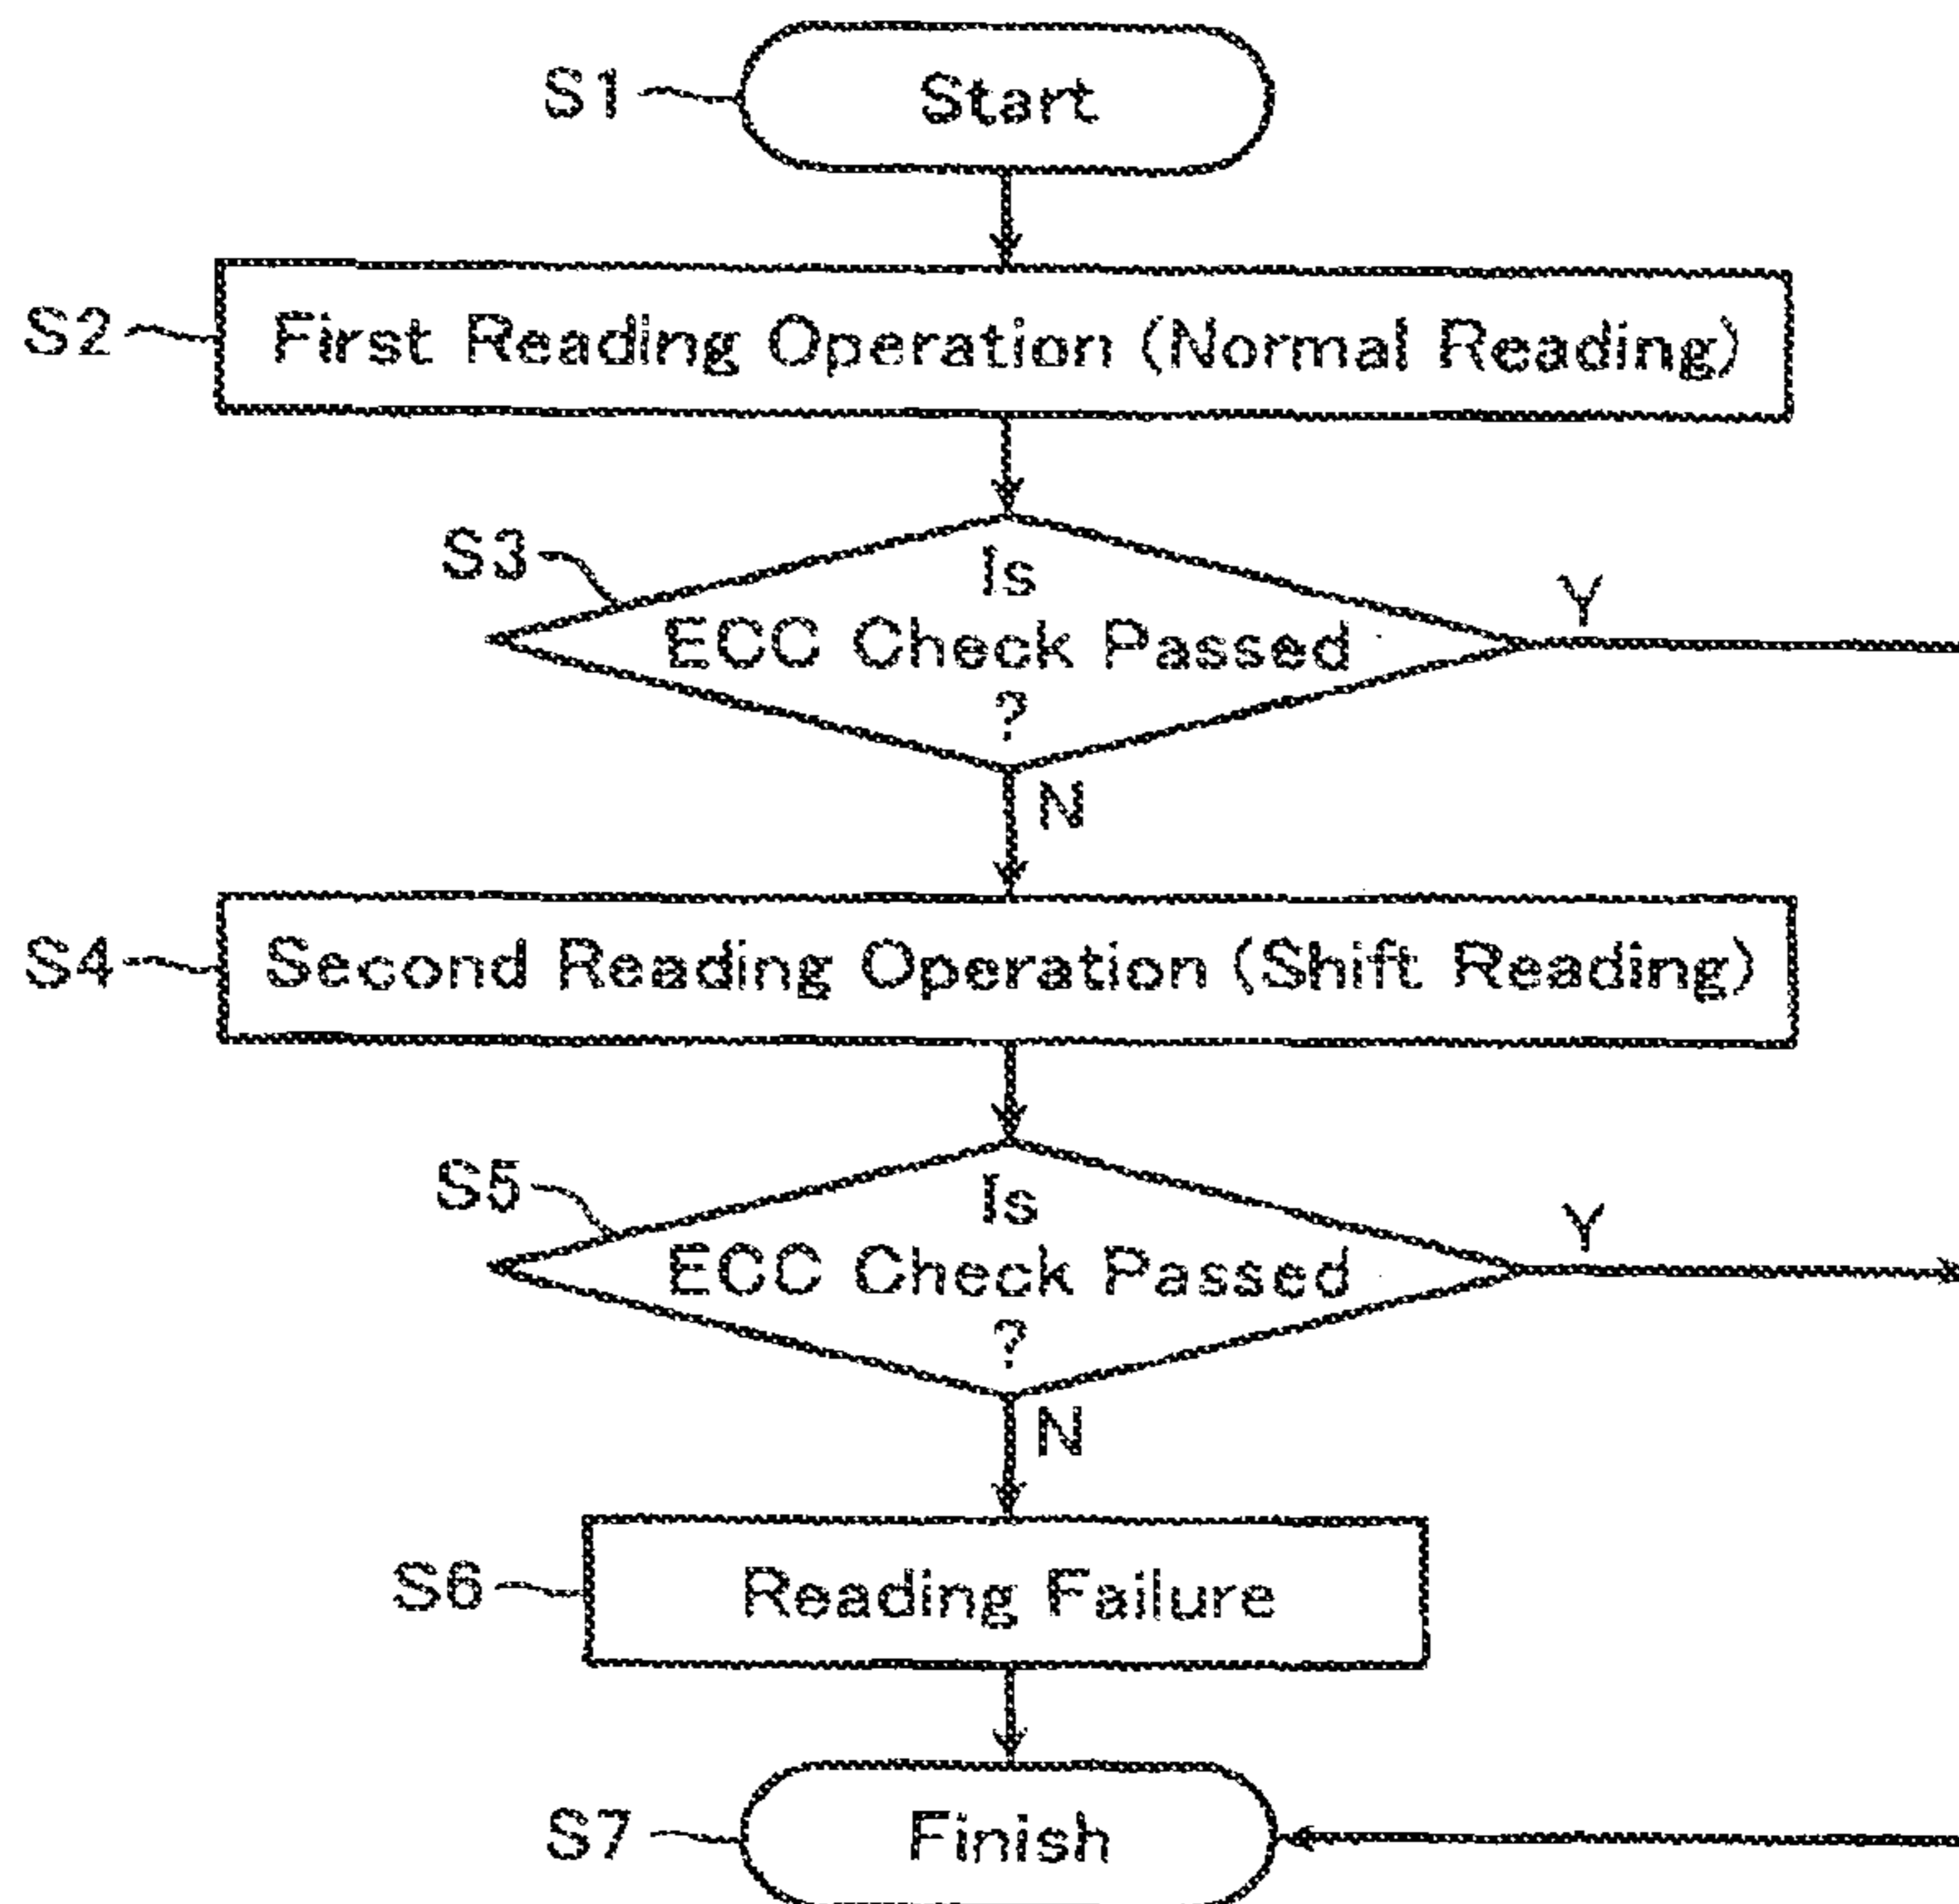 S1
Start
S2
First Reading Operation (Normal Reading)
S3
Is
ECC Check Passed
?
Y
N
S4
Second Reading Operation (Shift Reading)
S5
Is
ECC Check Passed
?
Y
N
S6
Reading Failure
S7
Finish